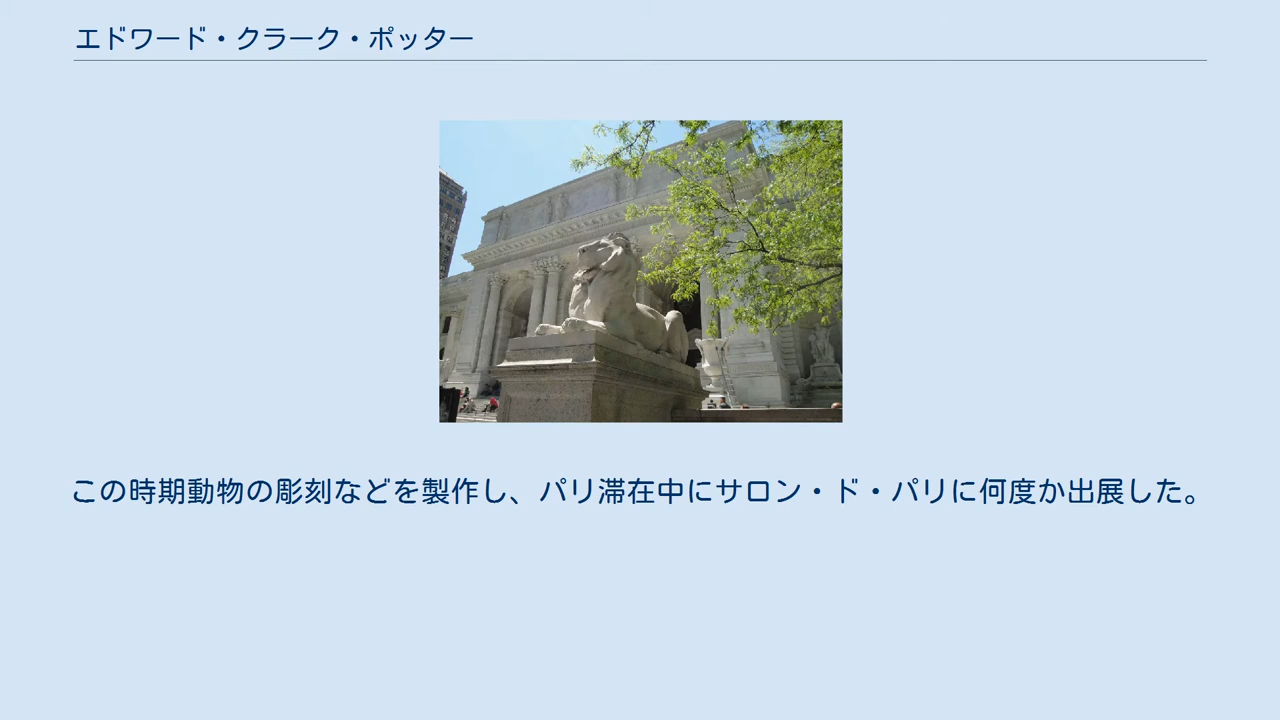 エドワード・クラーク・ポッター
この時期動物の彫刻などを製作し、パリ滞在中にサロン・ド・パリに何度か出展した。